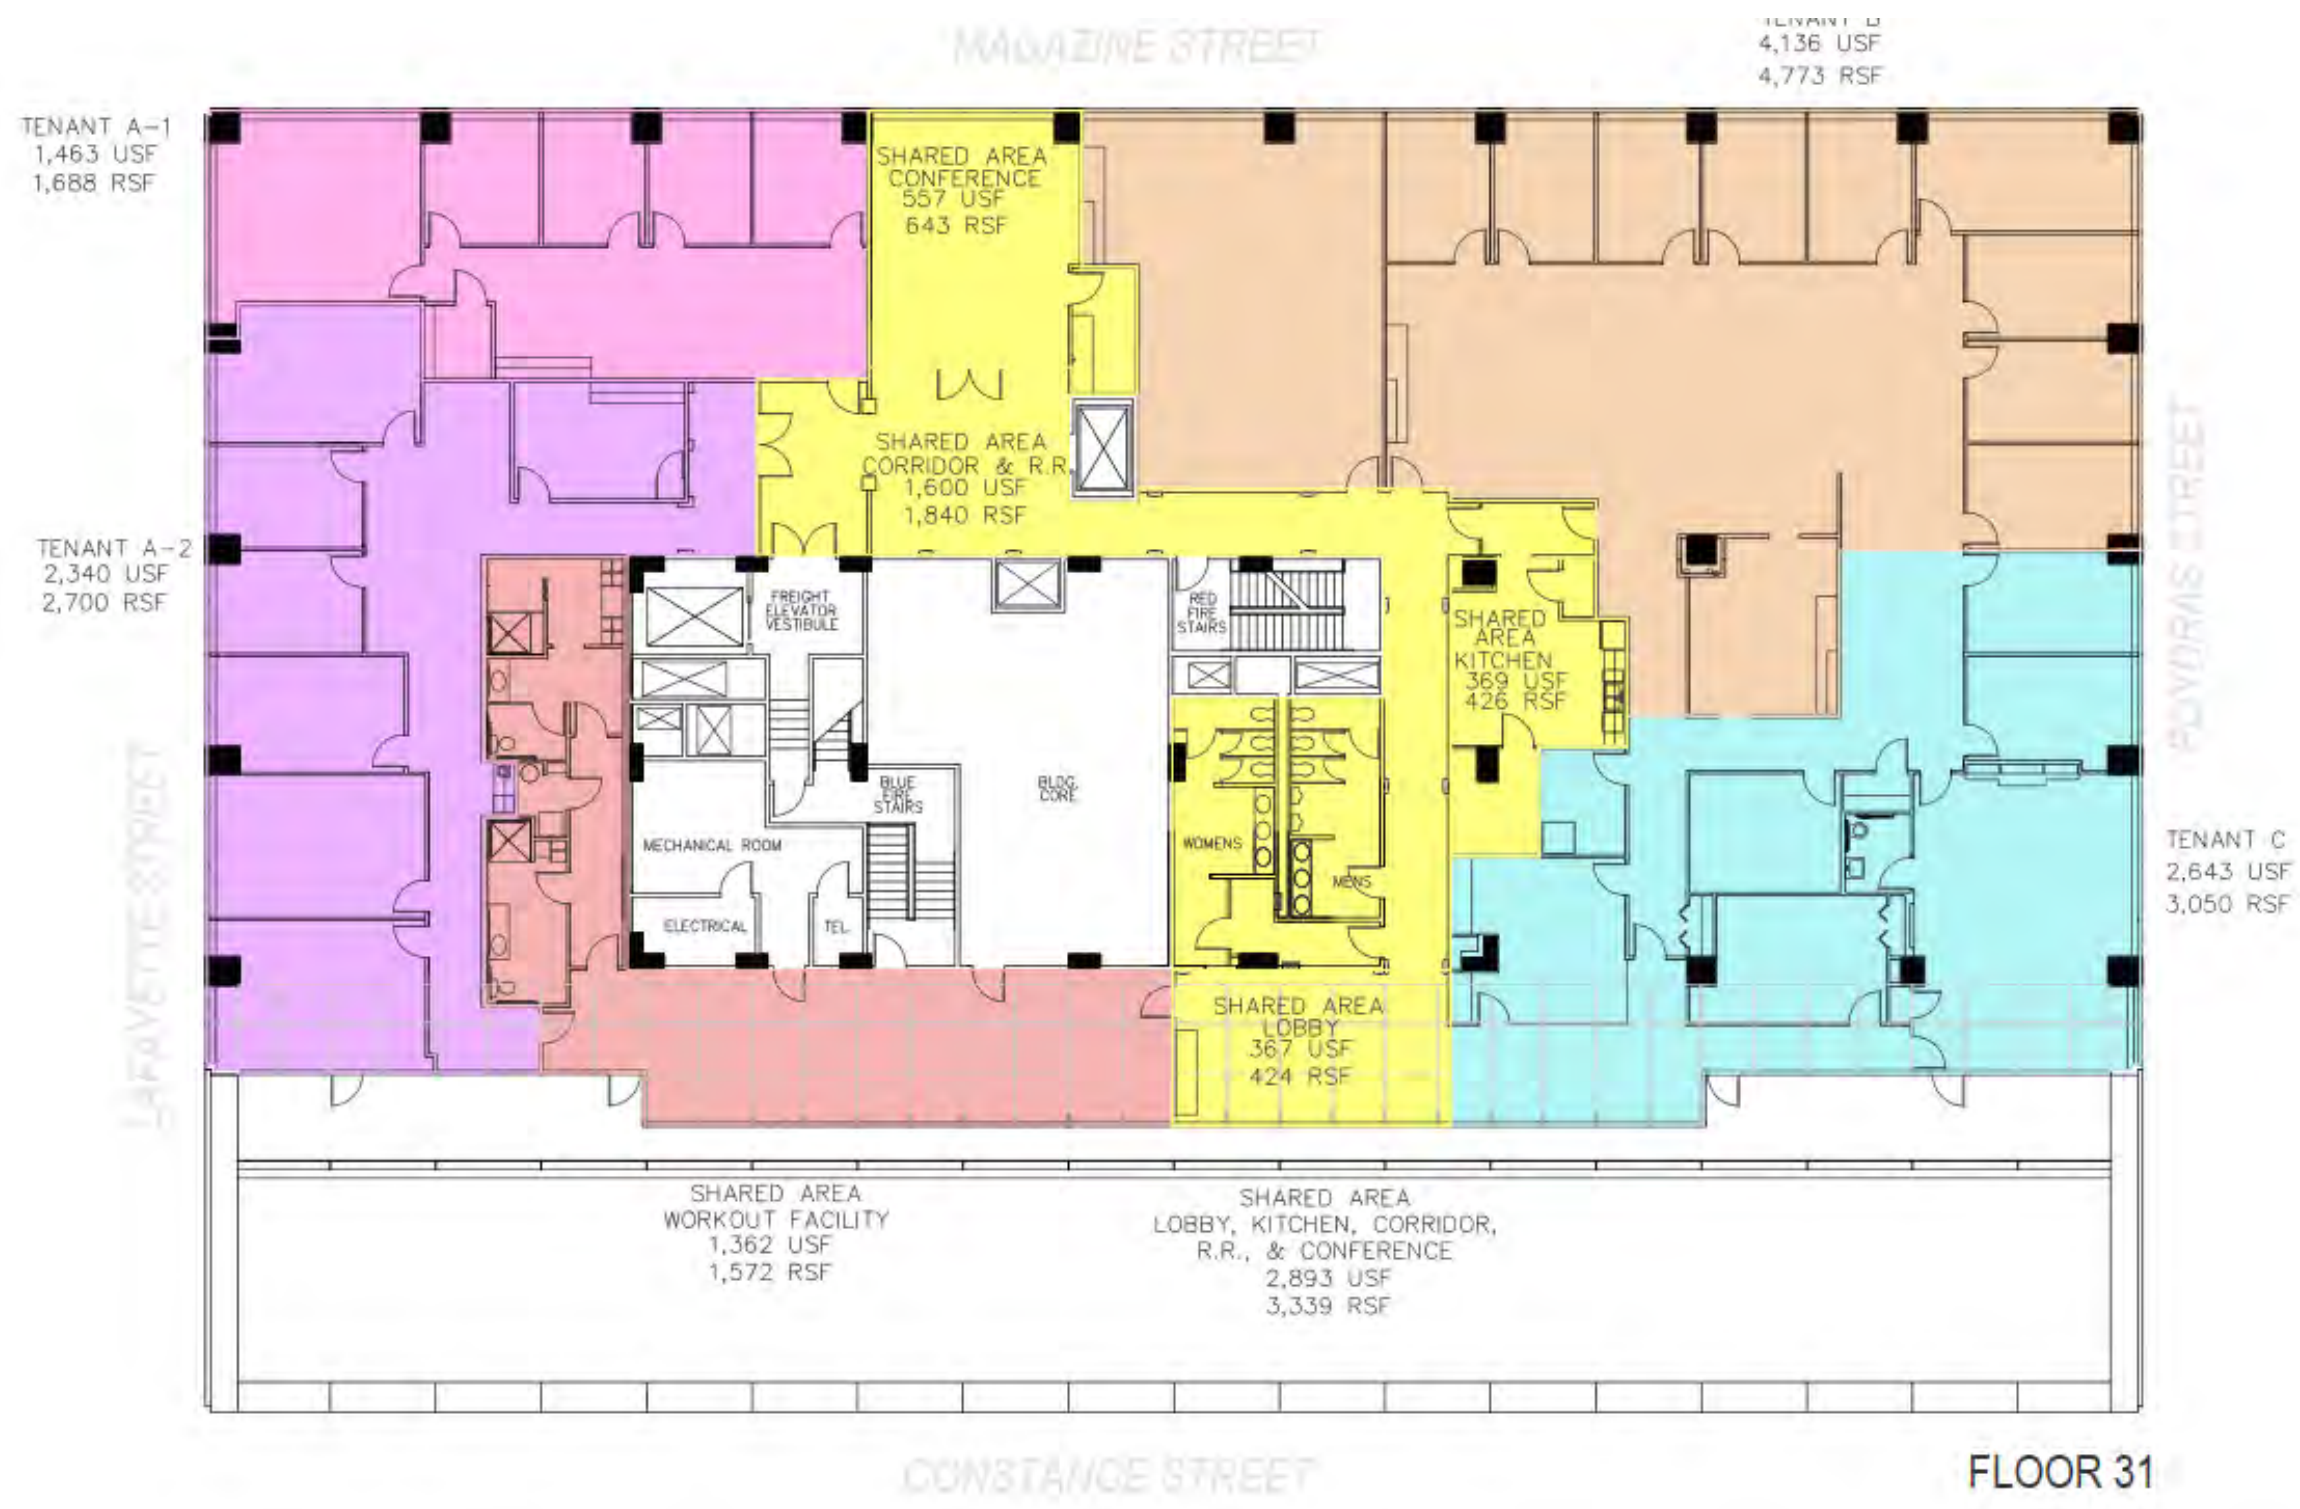 MAGAZINE STREET
TENANT B
4,136 USF
4,773 RSF
TENANT A-1
1,463 USF
1,688 RSF
SHARED AREA
CONFERENCE
557 USF
643 RSF
SHARED AREA
CORRIDOR & R.R.
1,600 USF
1,840 RSF
TENANT A-2
2,340 USF
2,700 RSF
FREIGHT
ELEVATOR
VESTIBULE
RED
FIRE
STAIRS
SHARED
AREA
KITCHEN
369 USF
426 RSF
POYDRAS STREET
LAFAYETTE STREET
BLUE
FIRE
STAIRS
BLDG.
CORE
MECHANICAL ROOM
WOMENS
MENS
ELECTRICAL
TEL.
TENANT C
2,643 USF
3,050 RSF
SHARED AREA
LOBBY
367 USF
424 RSF
SHARED AREA
WORKOUT FACILITY
1,362 USF
1,572 RSF
SHARED AREA
LOBBY, KITCHEN, CORRIDOR,
R.R., & CONFERENCE
2,893 USF
3,339 RSF
CONSTANCE STREET
FLOOR 31